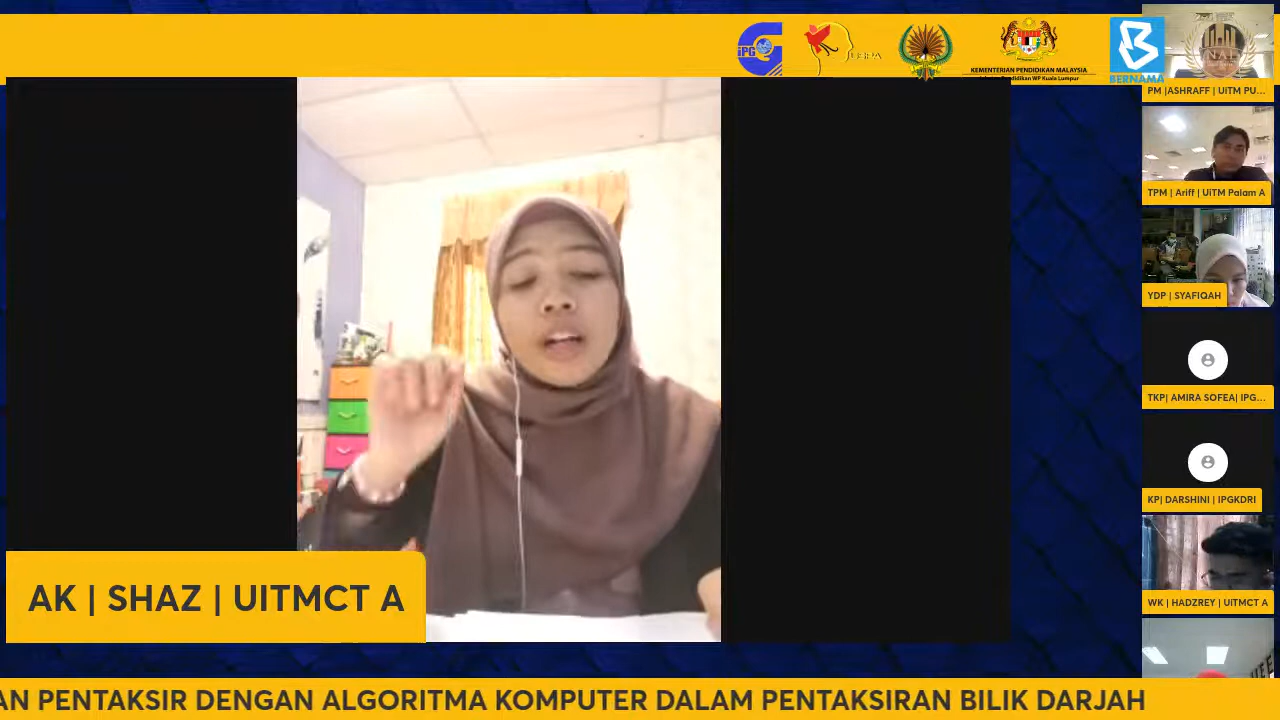 IPG
KEMENTERIAN PENDIDIKAN MALAYSIA
BERNAMA
PM |ASHRAFF | UiTM PU...
TPM | Ariff | UiTM Palam A
YDP | SYAFIQAH
TKP| AMIRA SOFEA| IPG...
KP| DARSHINI | IPGKDRI
WK | HADZREY | UITMCT A
AK | SHAZ | UITMCT A
AN PENTAKSIR DENGAN ALGORITMA KOMPUTER DALAM PENTAKSIRAN BILIK DARJAH